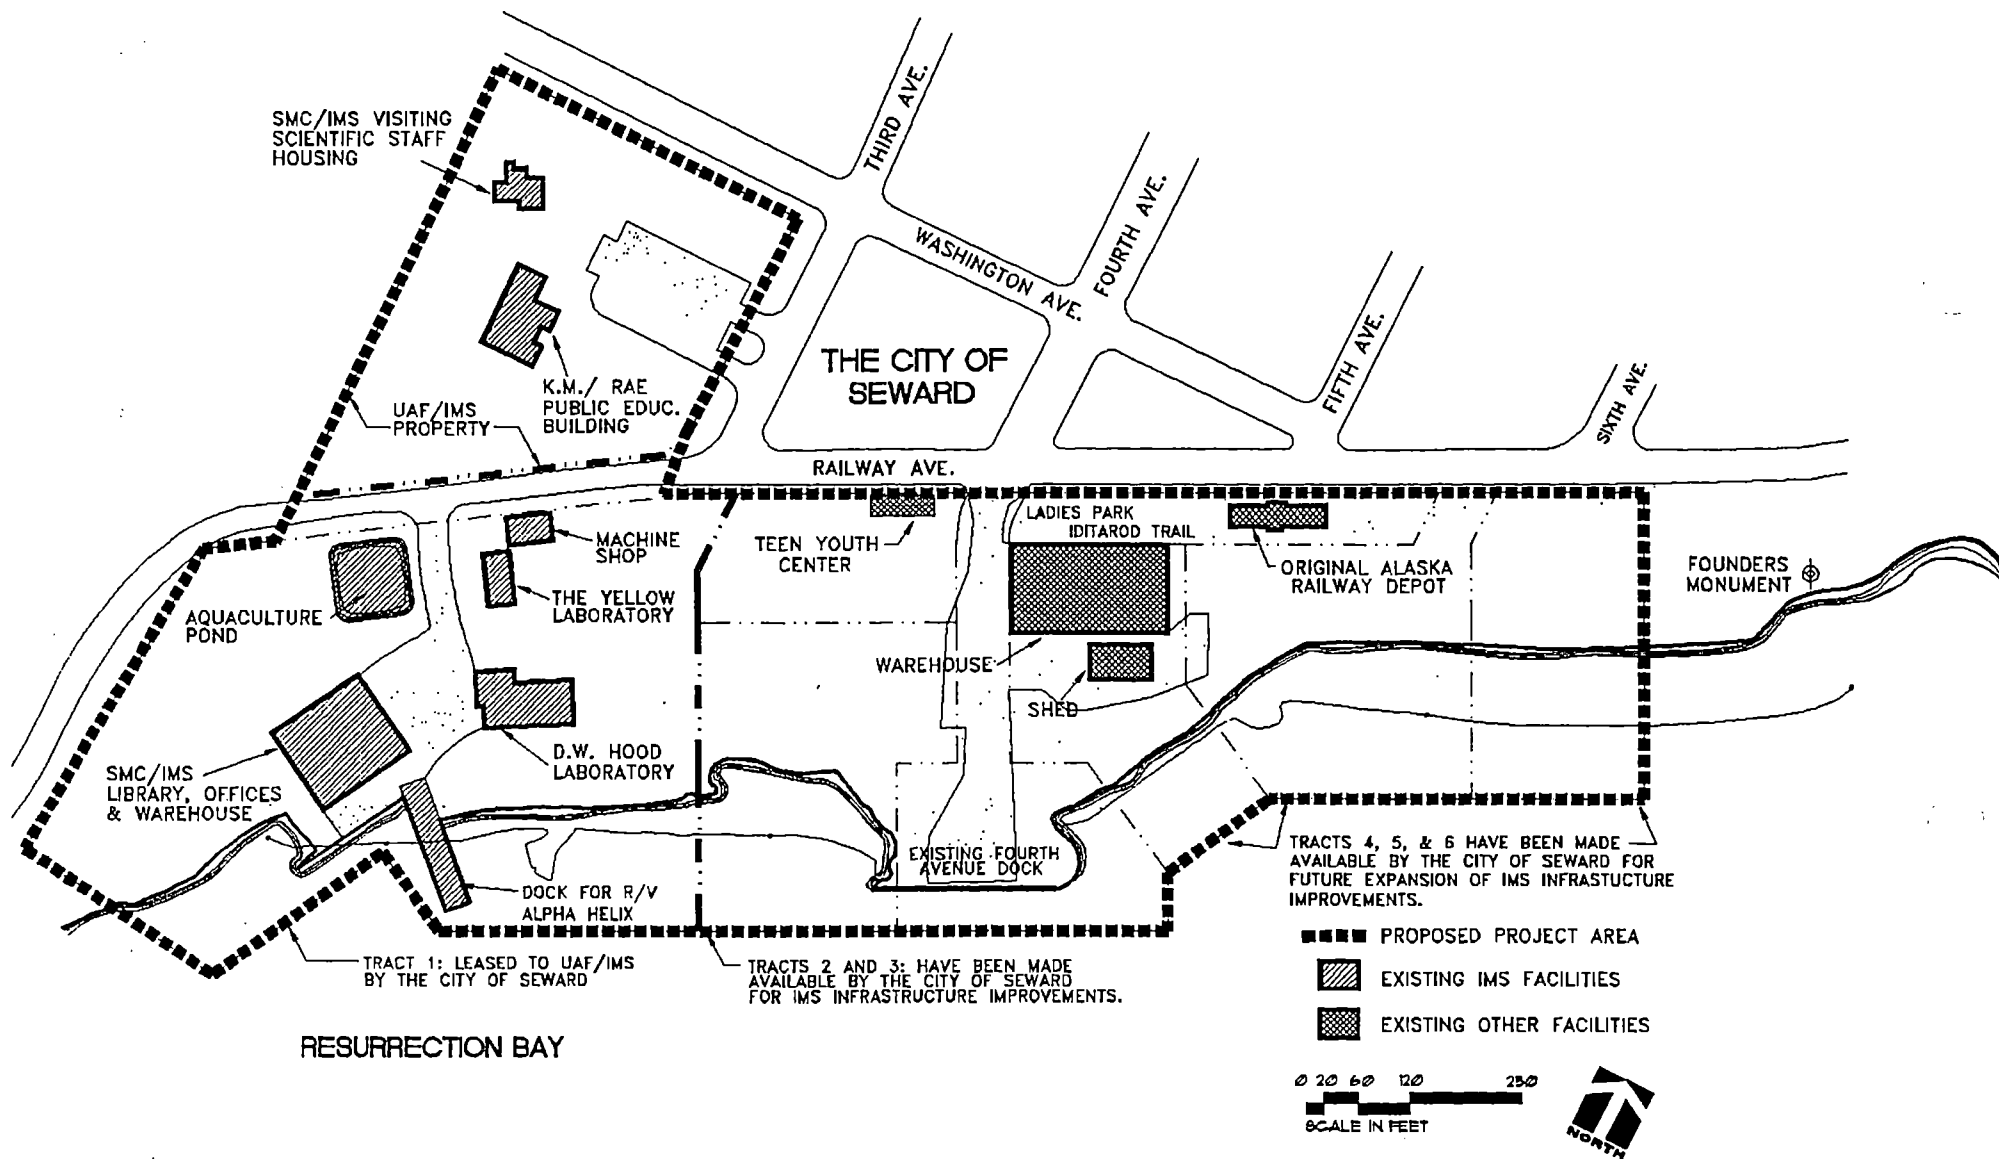 THIRD AVE.
SMC/IMS VISITING
SCIENTIFIC STAFF
HOUSING
FOURTH AVE.
WASHINGTON AVE.
THE CITY OF
SEWARD
FIFTH AVE.
SIXTH AVE.
K.M./ RAE
PUBLIC EDUC.
BUILDING
UAF/IMS
PROPERTY
RAILWAY AVE.
LADIES PARK
IDITAROD TRAIL
MACHINE
SHOP
TEEN YOUTH
CENTER
ORIGINAL ALASKA
RAILWAY DEPOT
FOUNDERS
MONUMENT
THE YELLOW
LABORATORY
AQUACULTURE
POND
WAREHOUSE
SHED
D.W. HOOD
LABORATORY
SMC/IMS
LIBRARY, OFFICES
& WAREHOUSE
EXISTING FOURTH
AVENUE DOCK
DOCK FOR R/V
ALPHA HELIX
TRACTS 4, 5, & 6 HAVE BEEN MADE
AVAILABLE BY THE CITY OF SEWARD FOR
FUTURE EXPANSION OF IMS INFRASTUCTURE
IMPROVEMENTS.
TRACT 1: LEASED TO UAF/IMS
BY THE CITY OF SEWARD
TRACTS 2 AND 3: HAVE BEEN MADE
AVAILABLE BY THE CITY OF SEWARD
FOR IMS INFRASTRUCTURE IMPROVEMENTS.
PROPOSED PROJECT AREA
EXISTING IMS FACILITIES
EXISTING OTHER FACILITIES
RESURRECTION BAY
0 20 60 120 250
SCALE IN FEET
NORTH